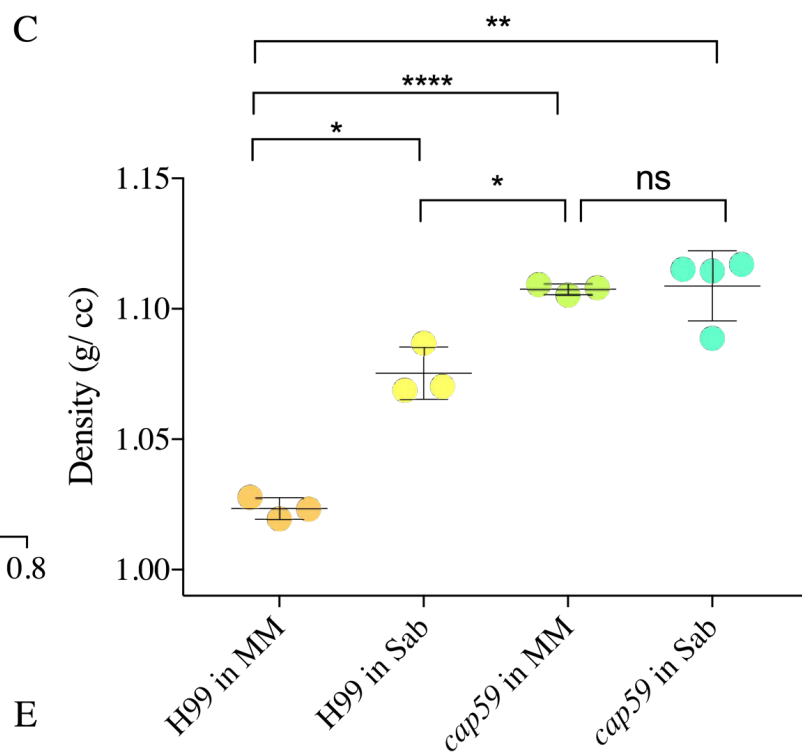 C
**
****
*
* ns
1.15
1.10
1.05
1.00
Density (g/ cc)
0.8
H99 in MM
H99 in Sab
cap59 in MM
cap59 in Sab
E